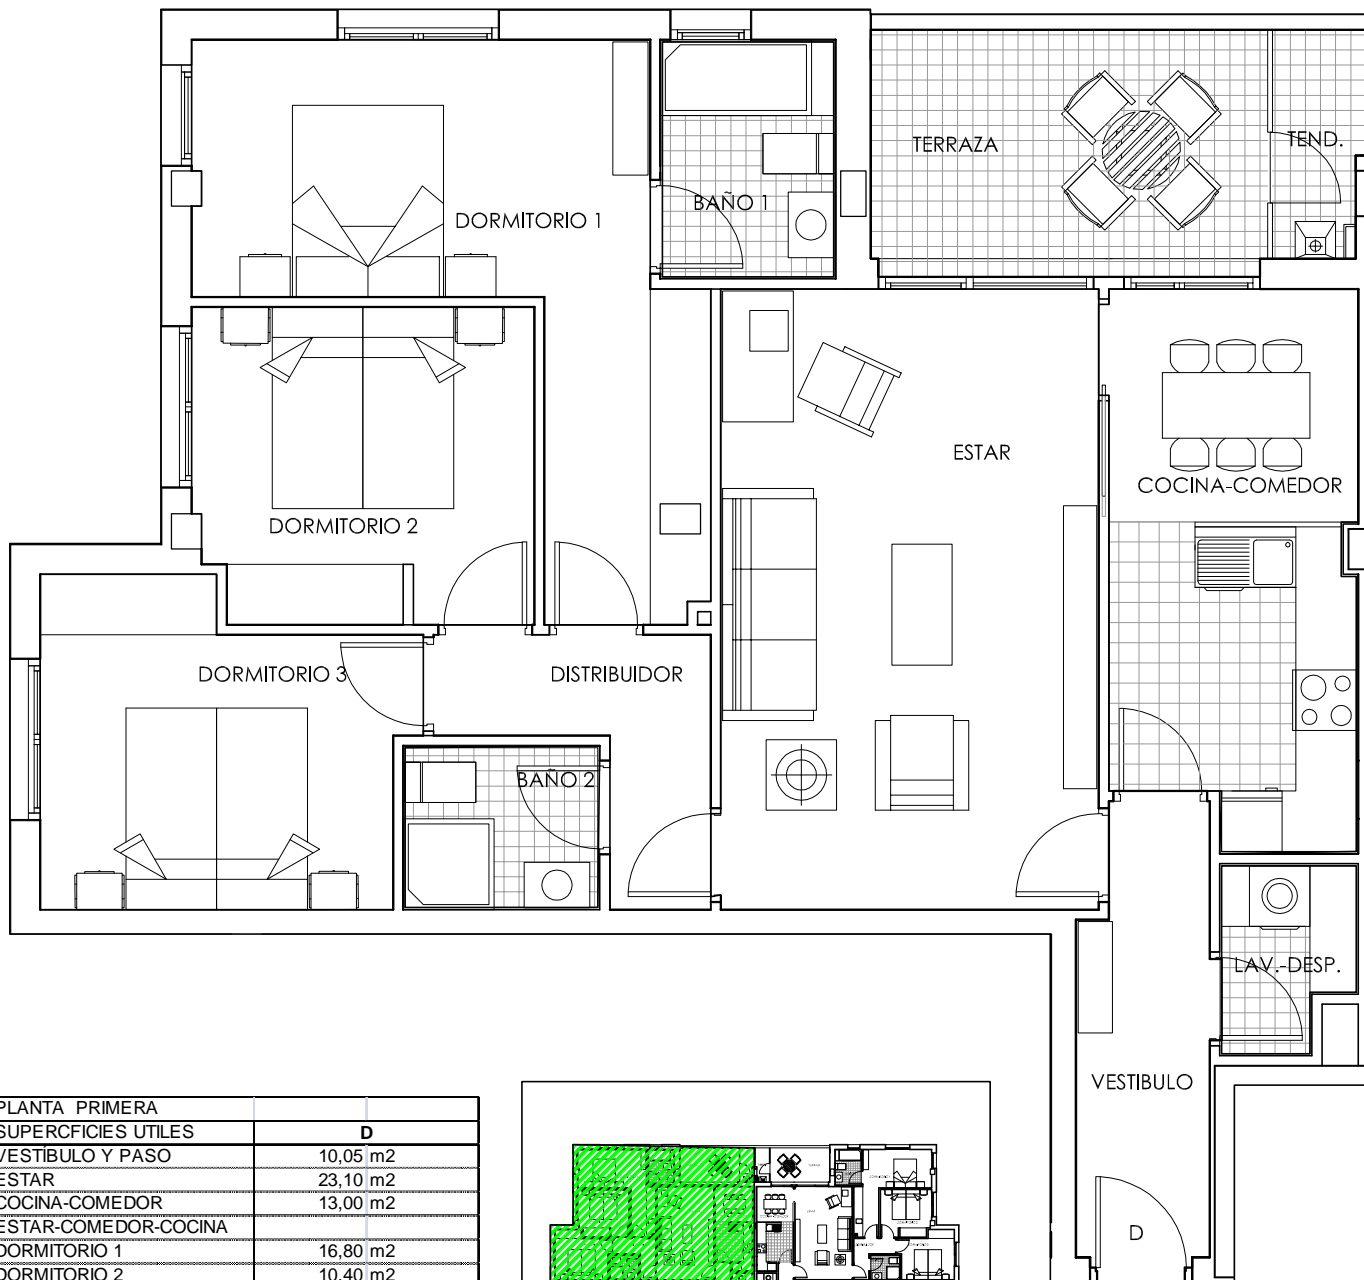 TERRAZA
TEND.
BAÑO 1
DORMITORIO 1
ESTAR
COCINA-COMEDOR
DORMITORIO 2
DORMITORIO 3
DISTRIBUIDOR
BAÑO 2
LAV.-DESP.
VESTIBULO
D
PLANTA PRIMERA
SUPERCFICIES UTILES D
VESTÍBULO Y PASO 10,05 m2
ESTAR 23,10 m2
COCINA-COMEDOR 13,00 m2
ESTAR-COMEDOR-COCINA
DORMITORIO 1 16,80 m2
DORMITORIO 2 10,40 m2